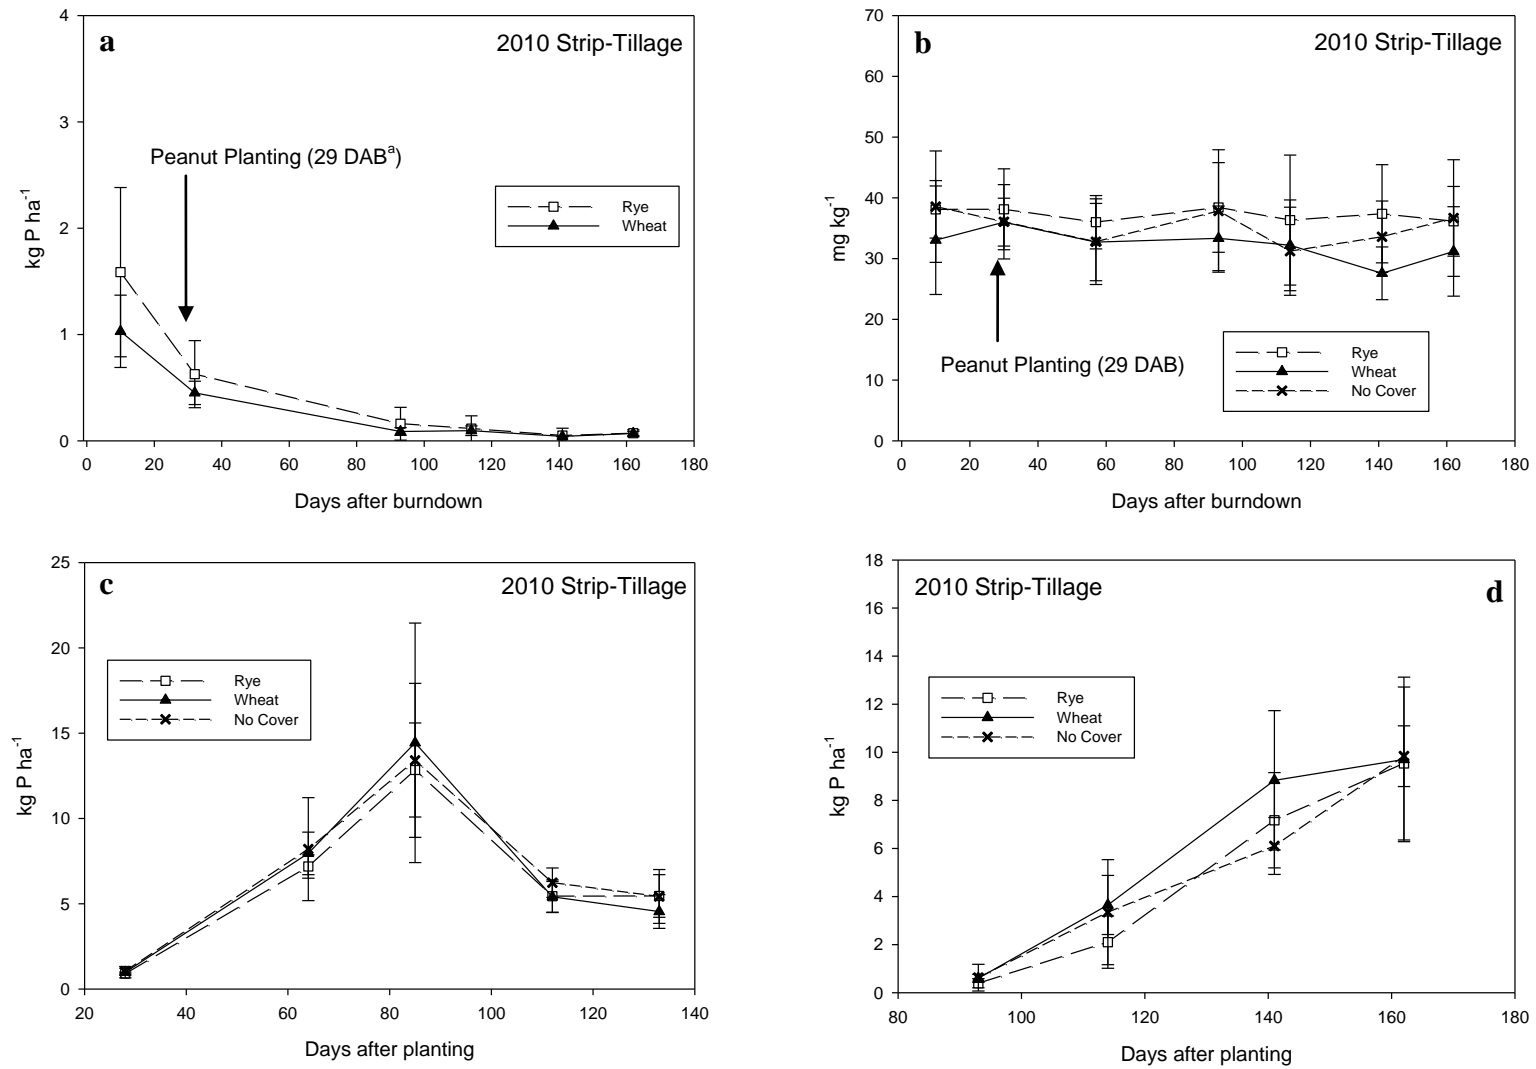 a
2010 Strip-Tillage
Peanut Planting (29 DABᵃ)
Rye
Wheat
kg P ha⁻¹
4
3
2
1
0
0 20 40 60 80 100 120 140 160 180
Days after burndown
b
2010 Strip-Tillage
mg kg⁻¹
70
60
50
40
30
20
10
0
Peanut Planting (29 DAB)
Rye
Wheat
No Cover
0 20 40 60 80 100 120 140 160 180
Days after burndown
c
2010 Strip-Tillage
Rye
Wheat
No Cover
kg P ha⁻¹
25
20
15
10
5
0
20 40 60 80 100 120 140
Days after planting
2010 Strip-Tillage
d
Rye
Wheat
No Cover
kg P ha⁻¹
18
16
14
12
10
8
6
4
2
0
80 100 120 140 160 180
Days after planting